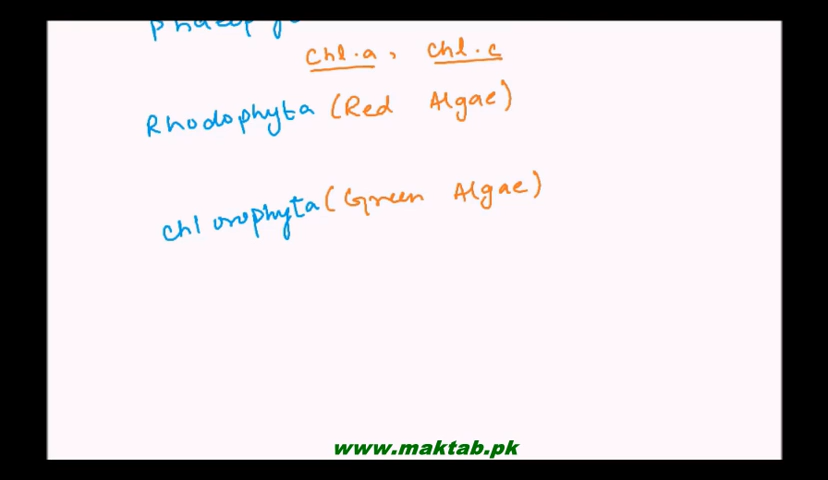 Chl.a, Chl.c
Rhodophyta (Red Algae)
chlorophyta (Green Algae)
www.maktab.pk